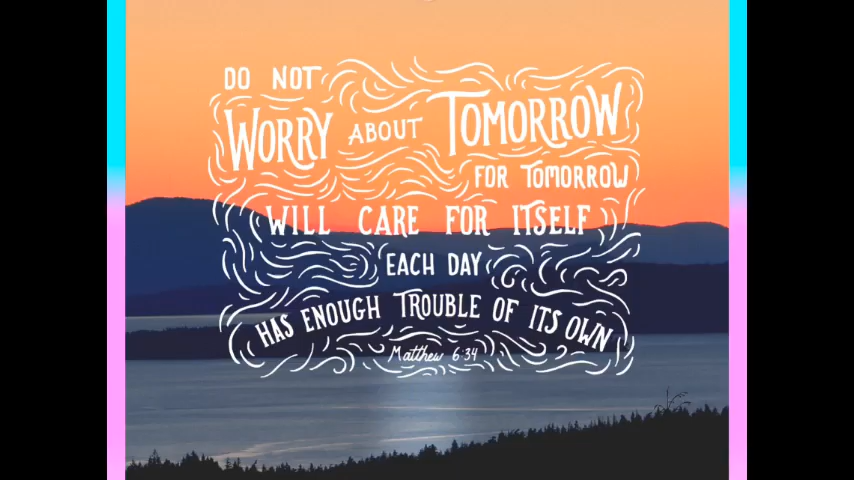 DO NOT
WORRY ABOUT TOMORROW
FOR TOMORROW
WILL CARE FOR ITSELF
EACH DAY
HAS ENOUGH TROUBLE OF ITS OWN
Matthew 6:34